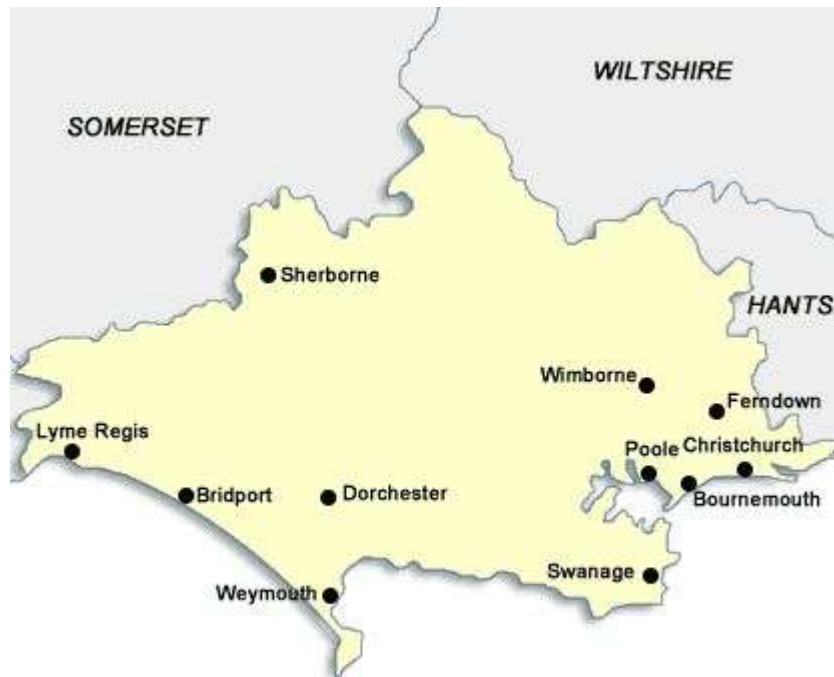 WILTSHIRE
SOMERSET
Sherborne
HANTS
Wimborne
Ferndown
Lyme Regis
Poole
Christchurch
Bridport
Dorchester
Bournemouth
Swanage
Weymouth